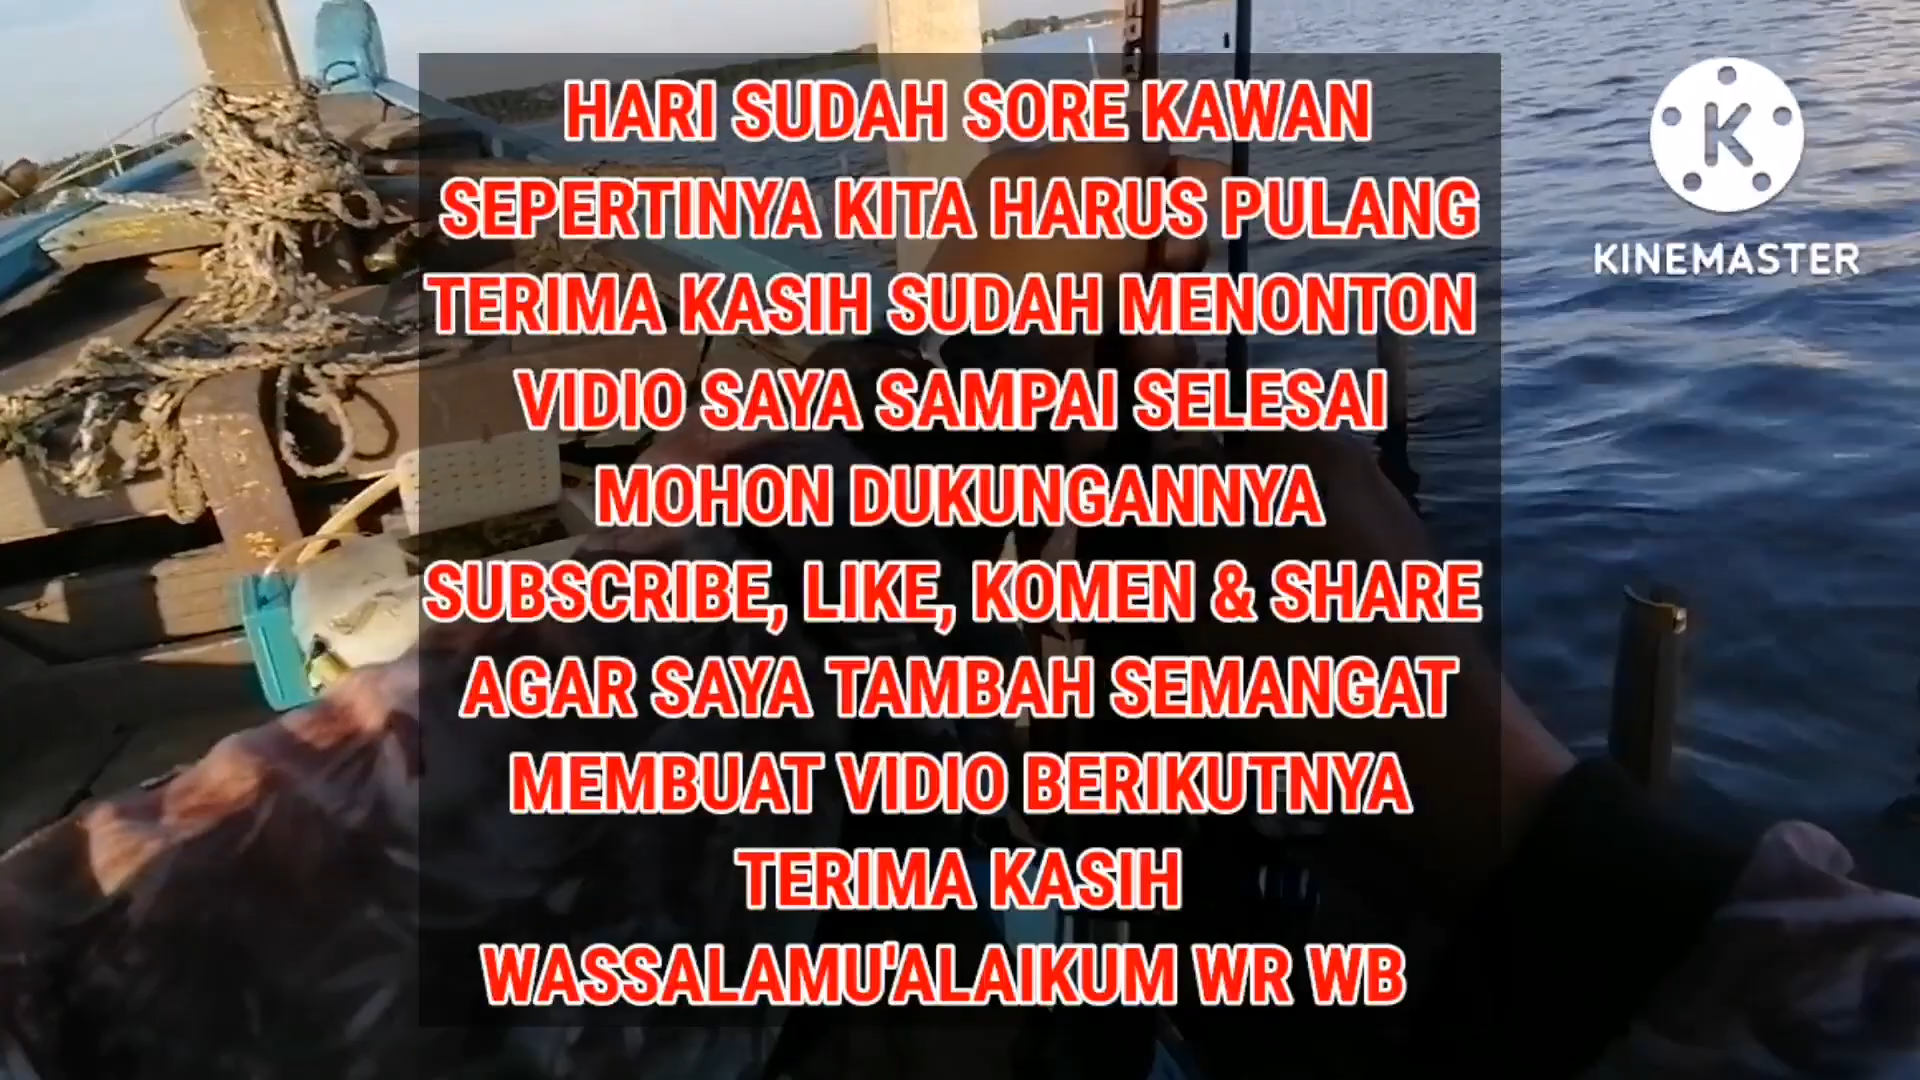 HARI SUDAH SORE KAWAN
SEPERTINYA KITA HARUS PULANG
TERIMA KASIH SUDAH MENONTON
VIDIO SAYA SAMPAI SELESAI
MOHON DUKUNGANNYA
SUBSCRIBE, LIKE, KOMEN & SHARE
AGAR SAYA TAMBAH SEMANGAT
MEMBUAT VIDIO BERIKUTNYA
TERIMA KASIH
WASSALAMU'ALAIKUM WR WB
K
KINEMASTER